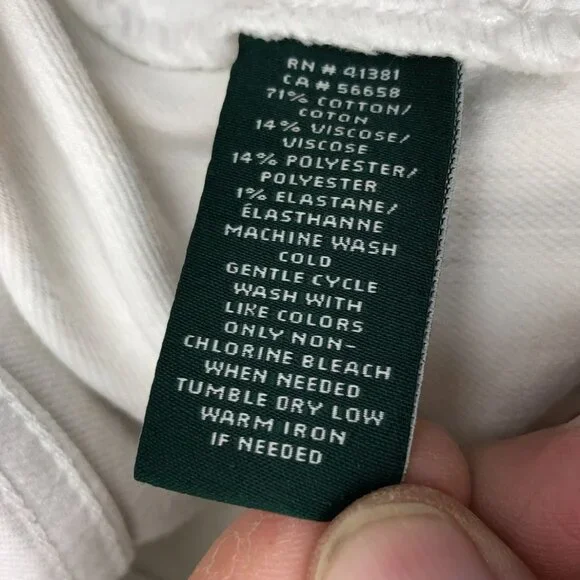 RN # 41381
CA # 56658
71% COTTON/
COTON
14% VISCOSE/
VISCOSE
14% POLYESTER/
POLYESTER
1% ELASTANE/
ÉLASTHANNE
MACHINE WASH
COLD
GENTLE CYCLE
WASH WITH
LIKE COLORS
ONLY NON-
CHLORINE BLEACH
WHEN NEEDED
TUMBLE DRY LOW
WARM IRON
IF NEEDED